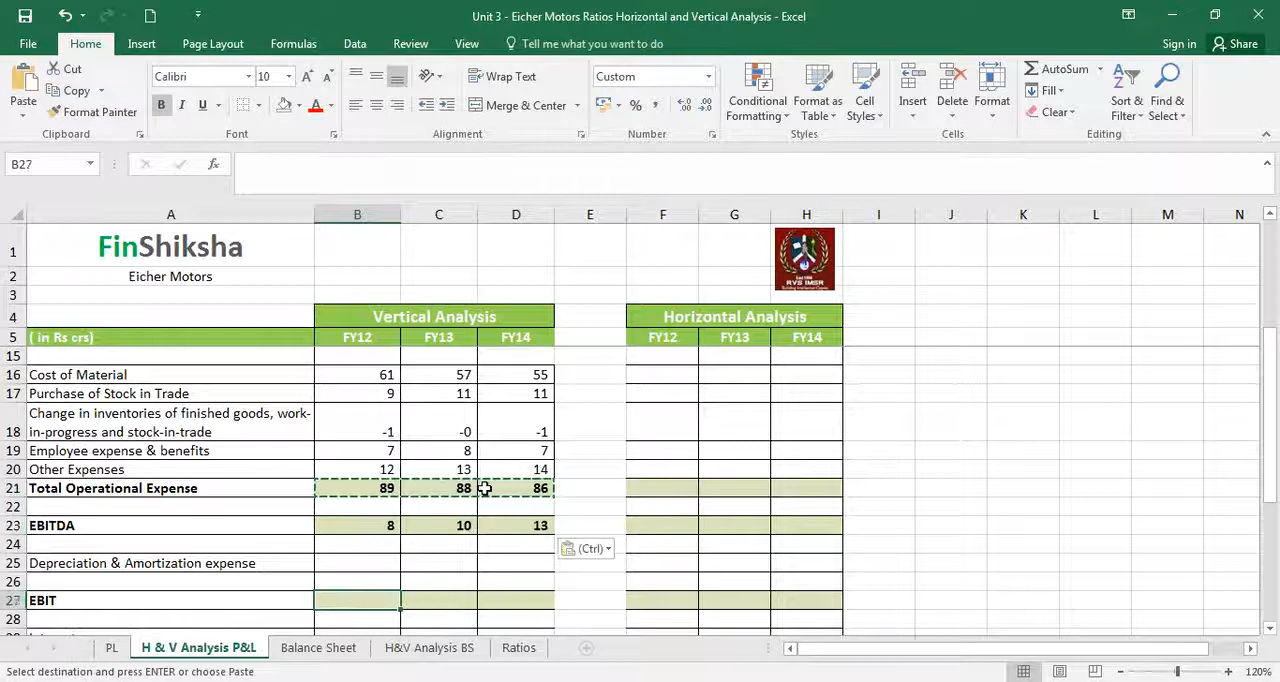 Unit 3 - Eicher Motors Ratios Horizontal and Vertical Analysis - Excel
File Home Insert Page Layout Formulas Data Review View Tell me what you want to do Sign in Share
Paste Cut Copy Format Painter
Calibri 10
B I U
Wrap Text
Merge & Center
Custom
Conditional Formatting Format as Table Cell Styles
Insert Delete Format
AutoSum
Fill
Clear
Sort & Filter Find & Select
Clipboard Font Alignment Number Styles Cells Editing
B27 fx
A B C D E F G H I J K L M N
1 FinShiksha RVS IMSR
2 Eicher Motors
3
4 Vertical Analysis Horizontal Analysis
5 ( in Rs crs) FY12 FY13 FY14 FY12 FY13 FY14
15
16 Cost of Material 61 57 55
17 Purchase of Stock in Trade 9 11 11
Change in inventories of finished goods, work-
18 in-progress and stock-in-trade -1 -0 -1
19 Employee expense & benefits 7 8 7
20 Other Expenses 12 13 14
21 Total Operational Expense 89 88 86
22
23 EBITDA 8 10 13
24
(Ctrl)
25 Depreciation & Amortization expense
26
27 EBIT
28
PL H & V Analysis P&L Balance Sheet H&V Analysis BS Ratios
Select destination and press ENTER or choose Paste 120%